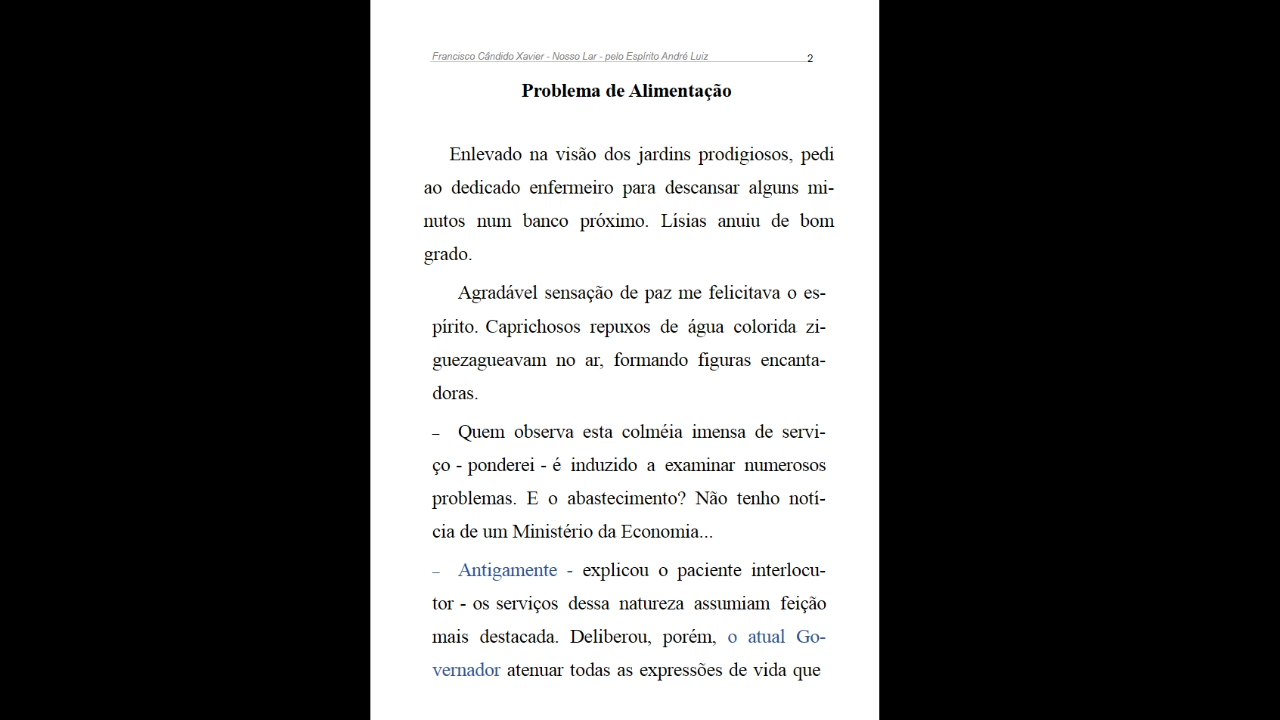 Francisco Cândido Xavier - Nosso Lar - pelo Espírito André Luiz 2
Problema de Alimentação
Enlevado na visão dos jardins prodigiosos, pedi
ao dedicado enfermeiro para descansar alguns mi-
nutos num banco próximo. Lísias anuiu de bom
grado.
Agradável sensação de paz me felicitava o es-
pírito. Caprichosos repuxos de água colorida zi-
guezagueavam no ar, formando figuras encanta-
doras.
– Quem observa esta colméia imensa de servi-
ço - ponderei - é induzido a examinar numerosos
problemas. E o abastecimento? Não tenho notí-
cia de um Ministério da Economia...
– Antigamente - explicou o paciente interlocu-
tor - os serviços dessa natureza assumiam feição
mais destacada. Deliberou, porém, o atual Go-
vernador atenuar todas as expressões de vida que